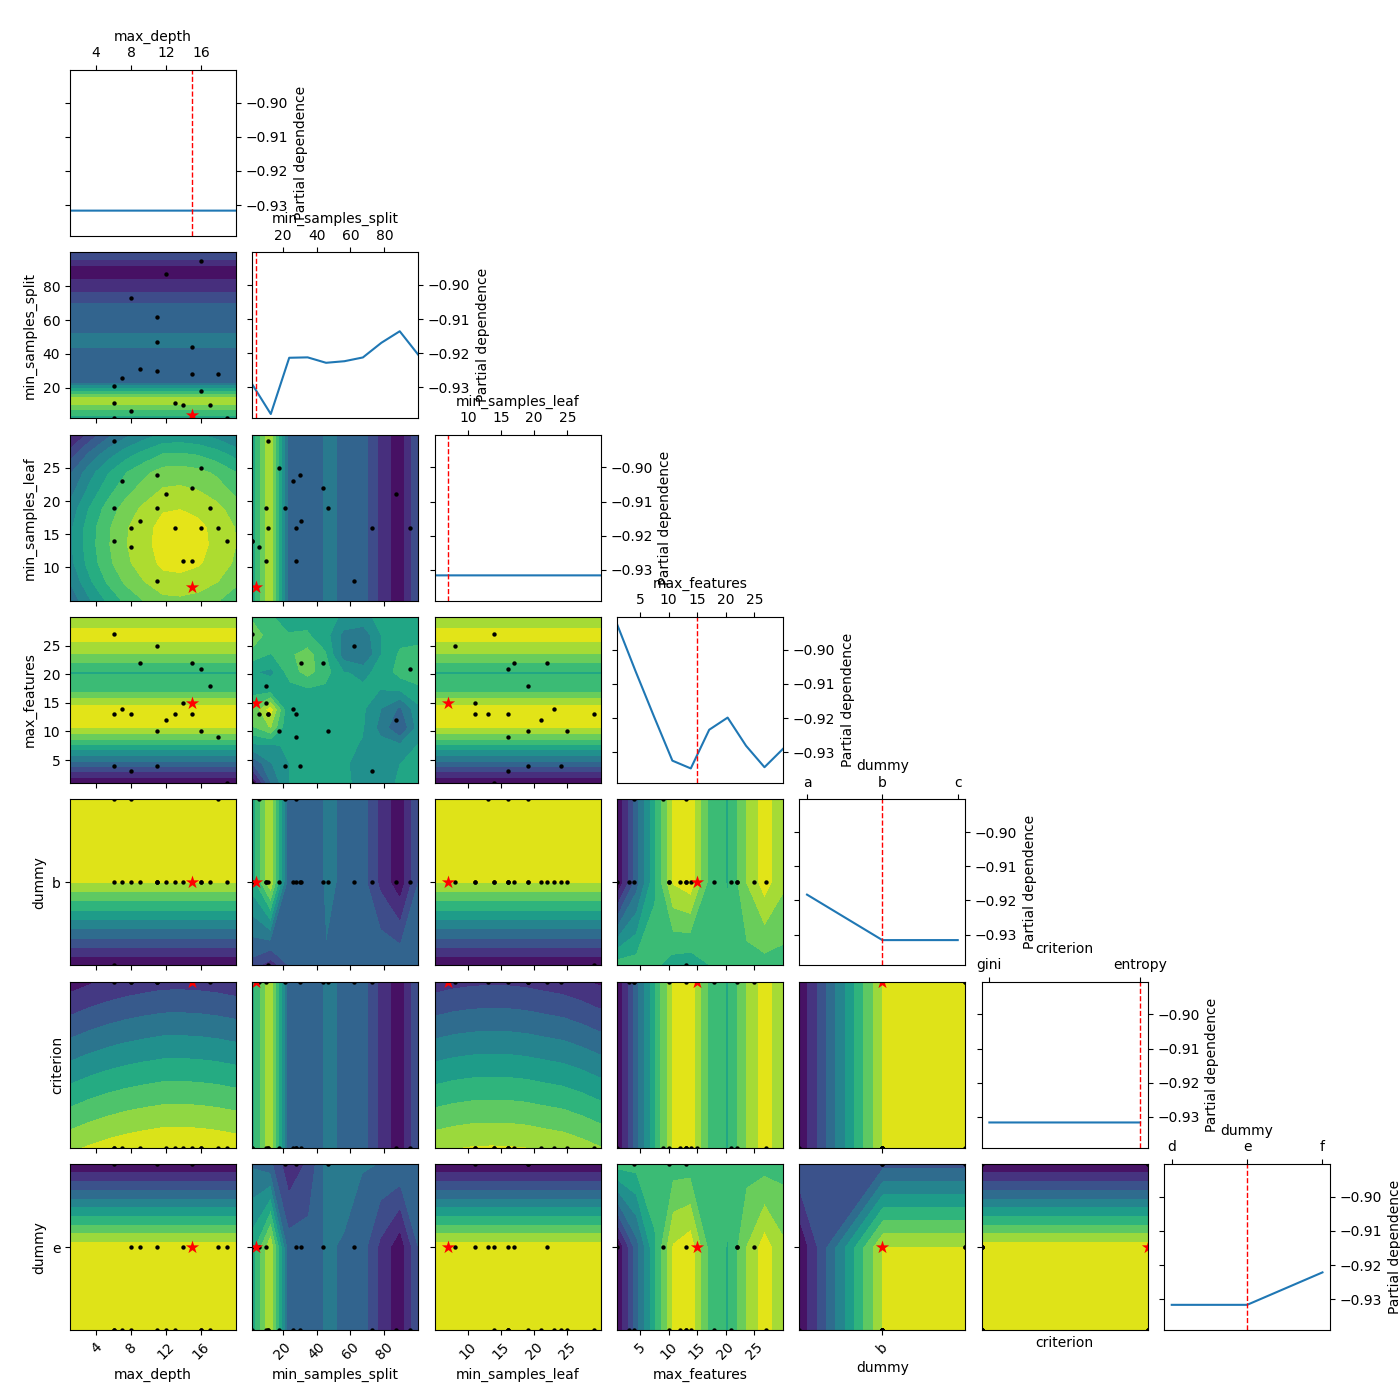 max_depth
4 8 12 16
−0.90
−0.91
−0.92
−0.93
Partial dependence
min_samples_split
20 40 60 80
min_samples_split
80
60
40
20
−0.90
−0.91
−0.92
−0.93
Partial dependence
min_samples_leaf
10 15 20 25
min_samples_leaf
25
20
15
10
−0.90
−0.91
−0.92
−0.93
Partial dependence
max_features
5 10 15 20 25
max_features
25
20
15
10
5
−0.90
−0.91
−0.92
−0.93
Partial dependence
dummy
a b c
dummy
b
−0.90
−0.91
−0.92
−0.93
Partial dependence
criterion
gini entropy
criterion
−0.90
−0.91
−0.92
−0.93
Partial dependence
dummy
d e f
dummy
e
−0.90
−0.91
−0.92
−0.93
Partial dependence
4 8 12 16
max_depth
20 40 60 80
min_samples_split
10 15 20 25
min_samples_leaf
5 10 15 20 25
max_features
b
dummy
criterion